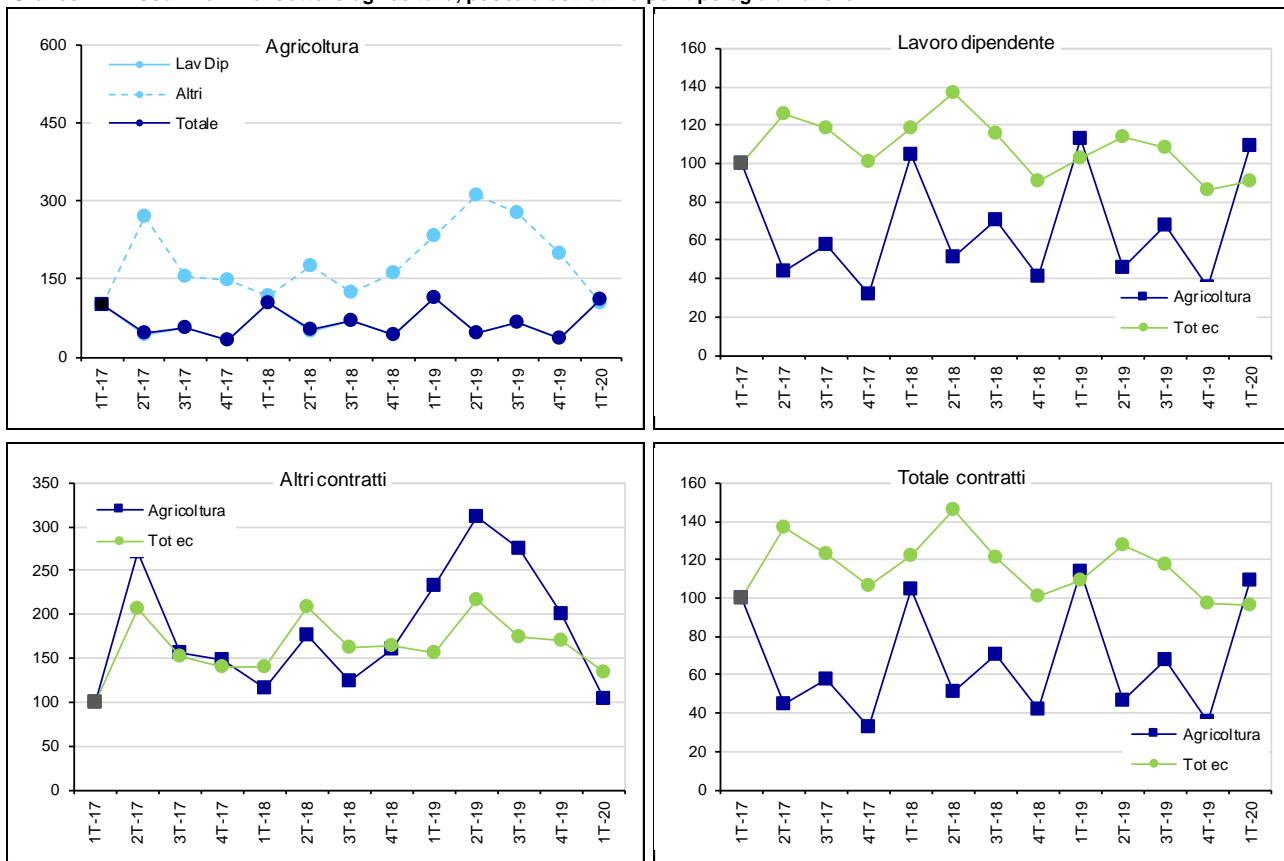 Agricoltura
600
450
300
150
0
Lav Dip
Altri
Totale
1T-17
2T-17
3T-17
4T-17
1T-18
2T-18
3T-18
4T-18
1T-19
2T-19
3T-19
4T-19
1T-20
Lavoro dipendente
160
140
120
100
80
60
40
20
0
Agricoltura
Tot ec
1T-17
2T-17
3T-17
4T-17
1T-18
2T-18
3T-18
4T-18
1T-19
2T-19
3T-19
4T-19
1T-20
Altri contratti
350
300
250
200
150
100
50
0
Agricoltura
Tot ec
1T-17
2T-17
3T-17
4T-17
1T-18
2T-18
3T-18
4T-18
1T-19
2T-19
3T-19
4T-19
1T-20
Totale contratti
160
140
120
100
80
60
40
20
0
Agricoltura
Tot ec
1T-17
2T-17
3T-17
4T-17
1T-18
2T-18
3T-18
4T-18
1T-19
2T-19
3T-19
4T-19
1T-20